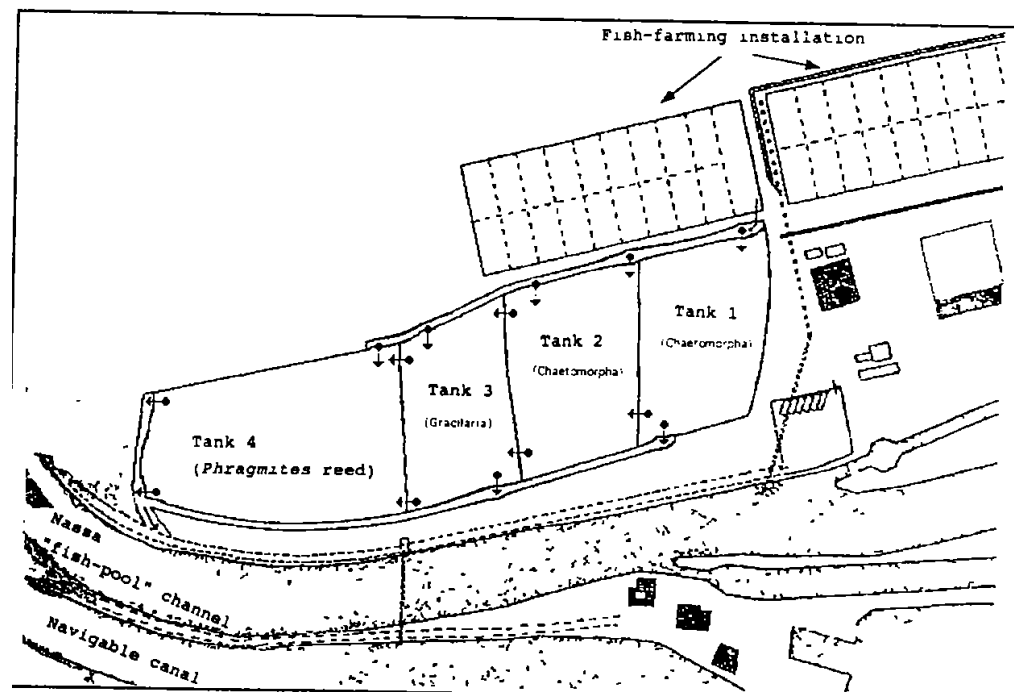 Fish-farming installation
Tank 1
(Chaetomorpha)
Tank 2
(Chaetomorpha)
Tank 3
(Gracilaria)
Tank 4
(Phragmites reed)
Nassa
"fish-pool" channel
Navigable canal